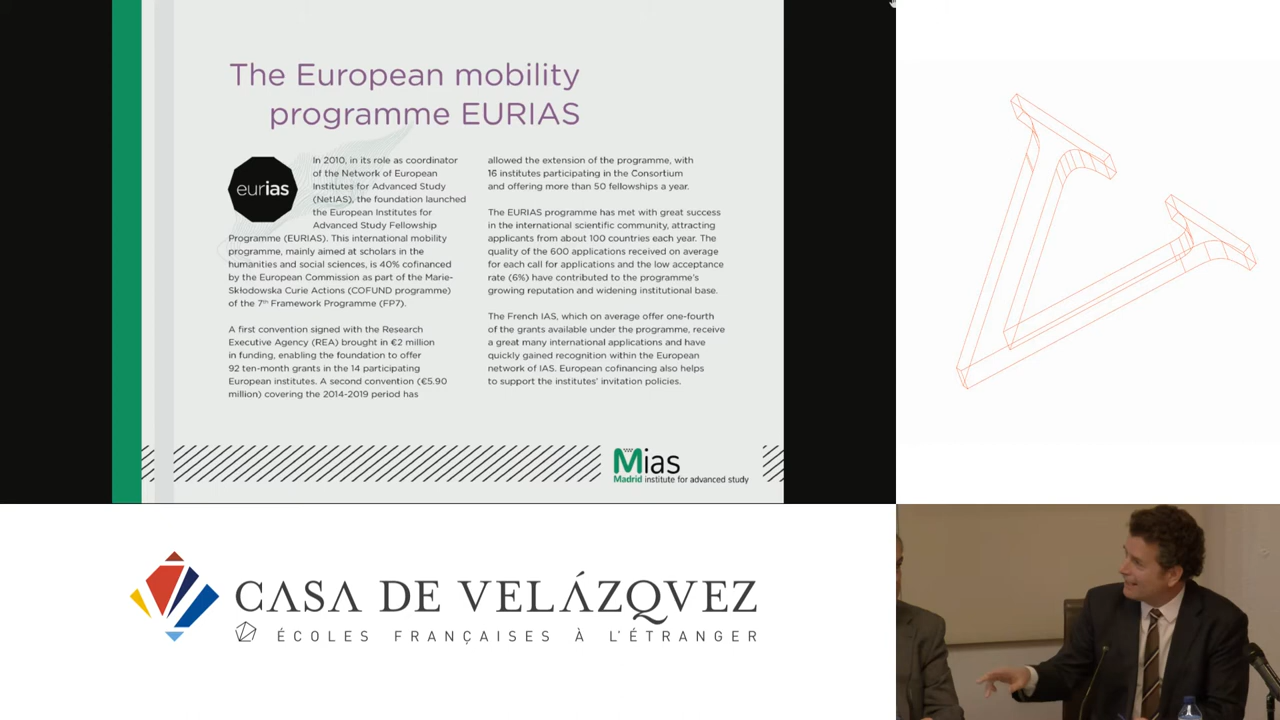 The European mobility
programme EURIAS
eurias
In 2010, in its role as coordinator
of the Network of European
Institutes for Advanced Study
(NetIAS), the foundation launched
the European Institutes for
Advanced Study Fellowship
Programme (EURIAS). This international mobility
programme, mainly aimed at scholars in the
humanities and social sciences, is 40% cofinanced
by the European Commission as part of the Marie-
Skłodowska Curie Actions (COFUND programme)
of the 7th Framework Programme (FP7).
A first convention signed with the Research
Executive Agency (REA) brought in €2 million
in funding, enabling the foundation to offer
92 ten-month grants in the 14 participating
European institutes. A second convention (€5.90
million) covering the 2014-2019 period has
allowed the extension of the programme, with
16 institutes participating in the Consortium
and offering more than 50 fellowships a year.
The EURIAS programme has met with great success
in the international scientific community, attracting
applicants from about 100 countries each year. The
quality of the 600 applications received on average
for each call for applications and the low acceptance
rate (6%) have contributed to the programme's
growing reputation and widening institutional base.
The French IAS, which on average offer one-fourth
of the grants available under the programme, receive
a great many international applications and have
quickly gained recognition within the European
network of IAS. European cofinancing also helps
to support the institutes' invitation policies.
Mias
Madrid institute for advanced study
CASA DE VELÁZQVEZ
ÉCOLES FRANÇAISES À L'ÉTRANGER